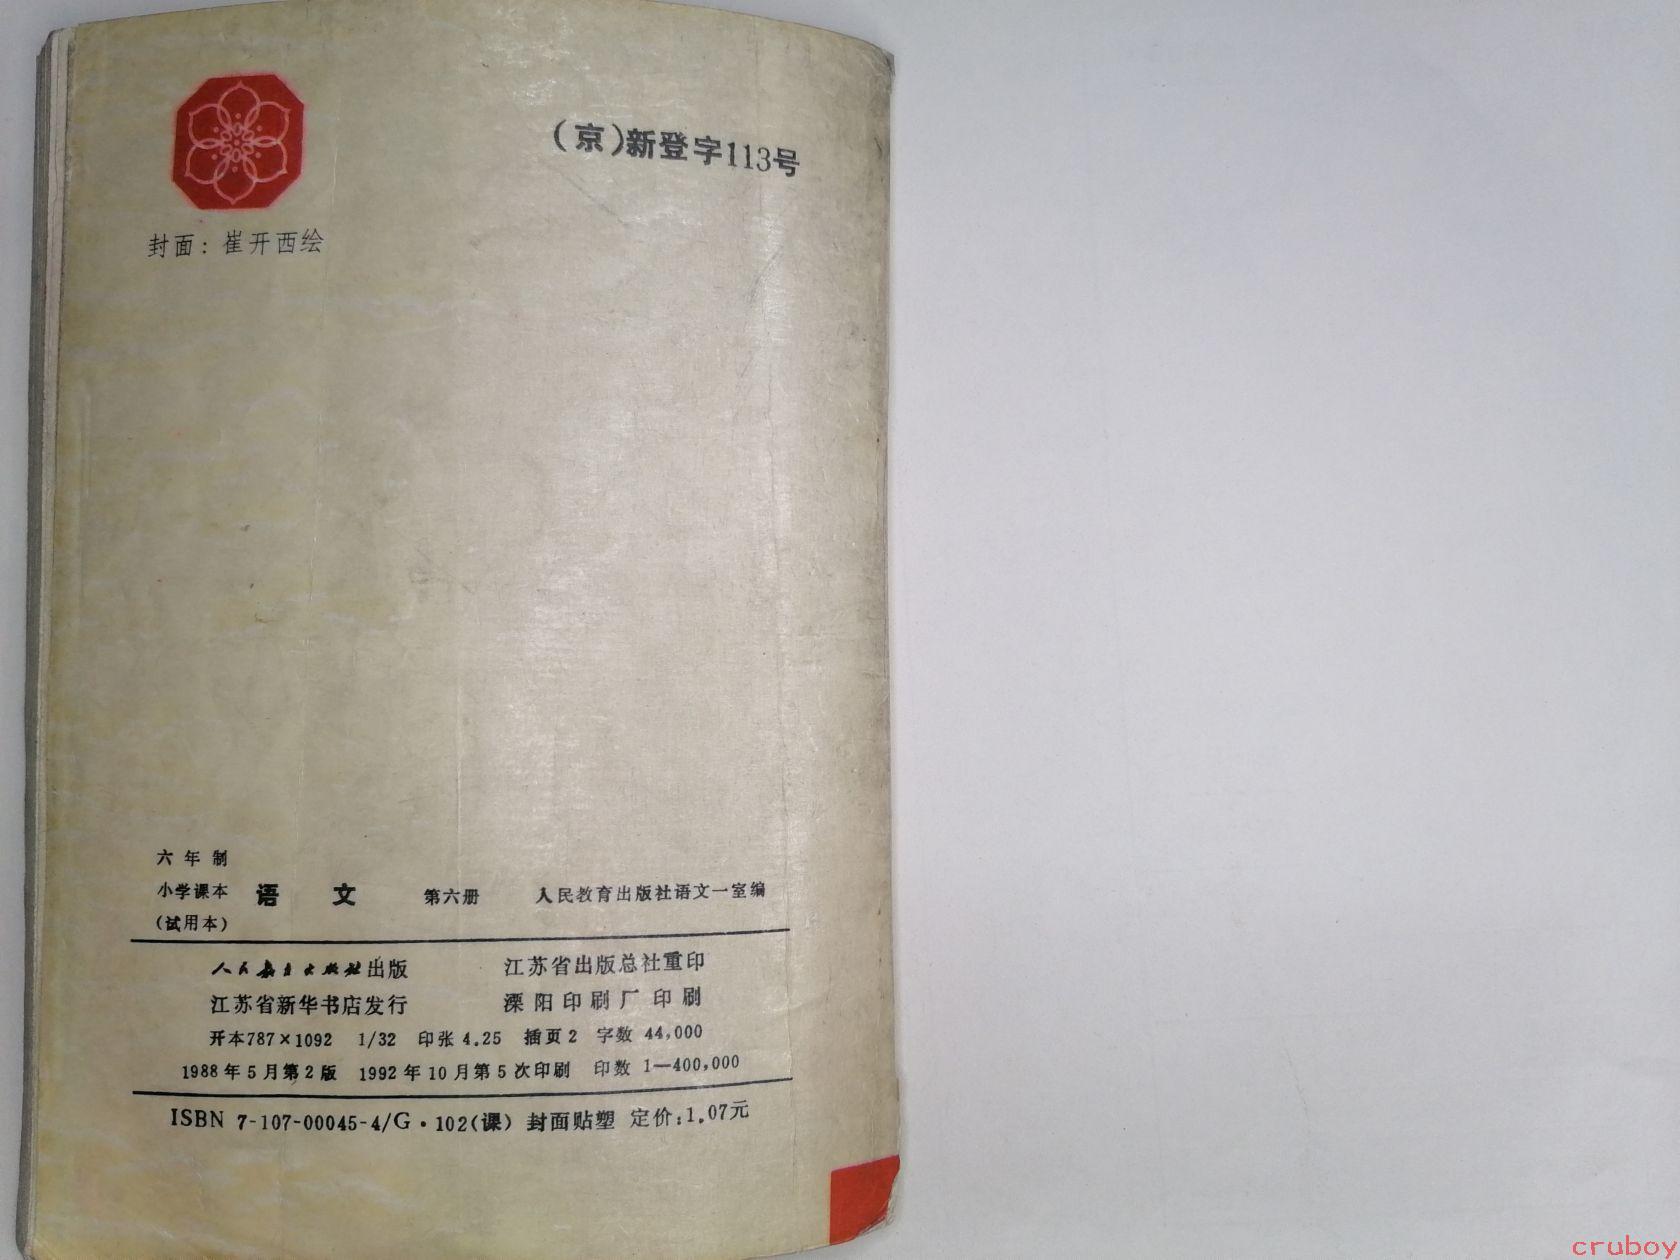 (京)新登字113号
封面：崔开西绘
六年制
小学课本 语 文 第六册 人民教育出版社语文一室编
(试用本)
人民教育出版社出版 江苏省出版总社重印
江苏省新华书店发行 溧阳印刷厂印刷
开本787×1092 1/32 印张 4.25 插页 2 字数 44,000
1988年5月第2版 1992年10月第5次印刷 印数 1—400,000
ISBN 7-107-00045-4/G·102(课) 封面贴塑 定价:1.07元
cruboy